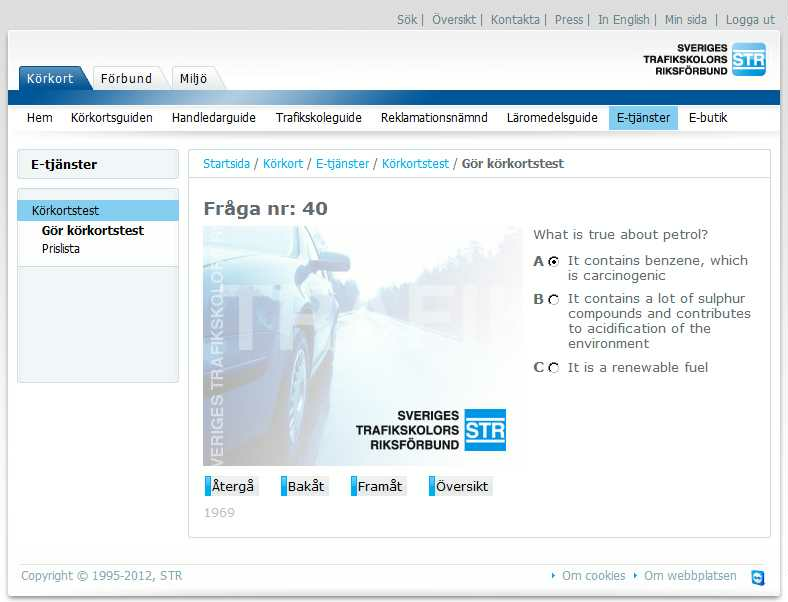 Sök | Översikt | Kontakta | Press | In English | Min sida | Logga ut
SVERIGES
TRAFIKSKOLORS
RIKSFÖRBUND
STR
Körkort Förbund Miljö
Hem Körkortsguiden Handledarguide Trafikskoleguide Reklamationsnämnd Läromedelsguide E-tjänster E-butik
E-tjänster
Startsida / Körkort / E-tjänster / Körkortstest / Gör körkortstest
Körkortstest
Gör körkortstest
Prislista
Fråga nr: 40
What is true about petrol?
A It contains benzene, which
is carcinogenic
B It contains a lot of sulphur
compounds and contributes
to acidification of the
environment
C It is a renewable fuel
SVERIGES TRAFIKSKOLOR
TRAFI
SVERIGES
TRAFIKSKOLORS
RIKSFÖRBUND
STR
Återgå Bakåt Framåt Översikt
1969
Copyright © 1995-2012, STR
Om cookies Om webbplatsen